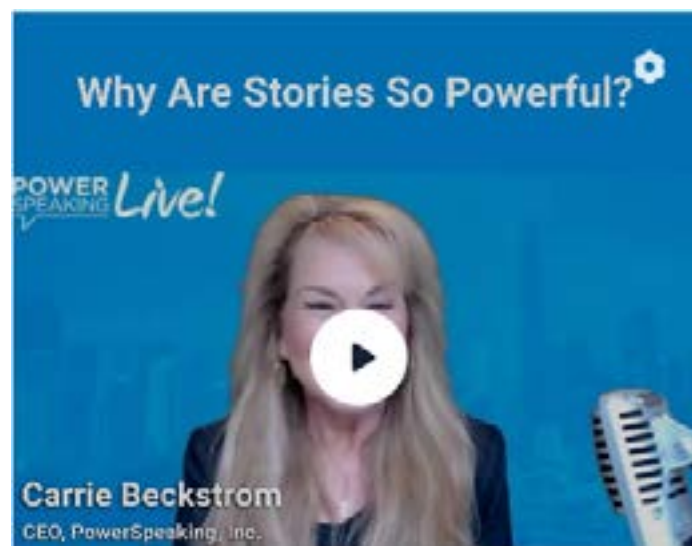 Why Are Stories So Powerful?
POWER
SPEAKING
Live!
Carrie Beckstrom
CEO, PowerSpeaking, Inc.